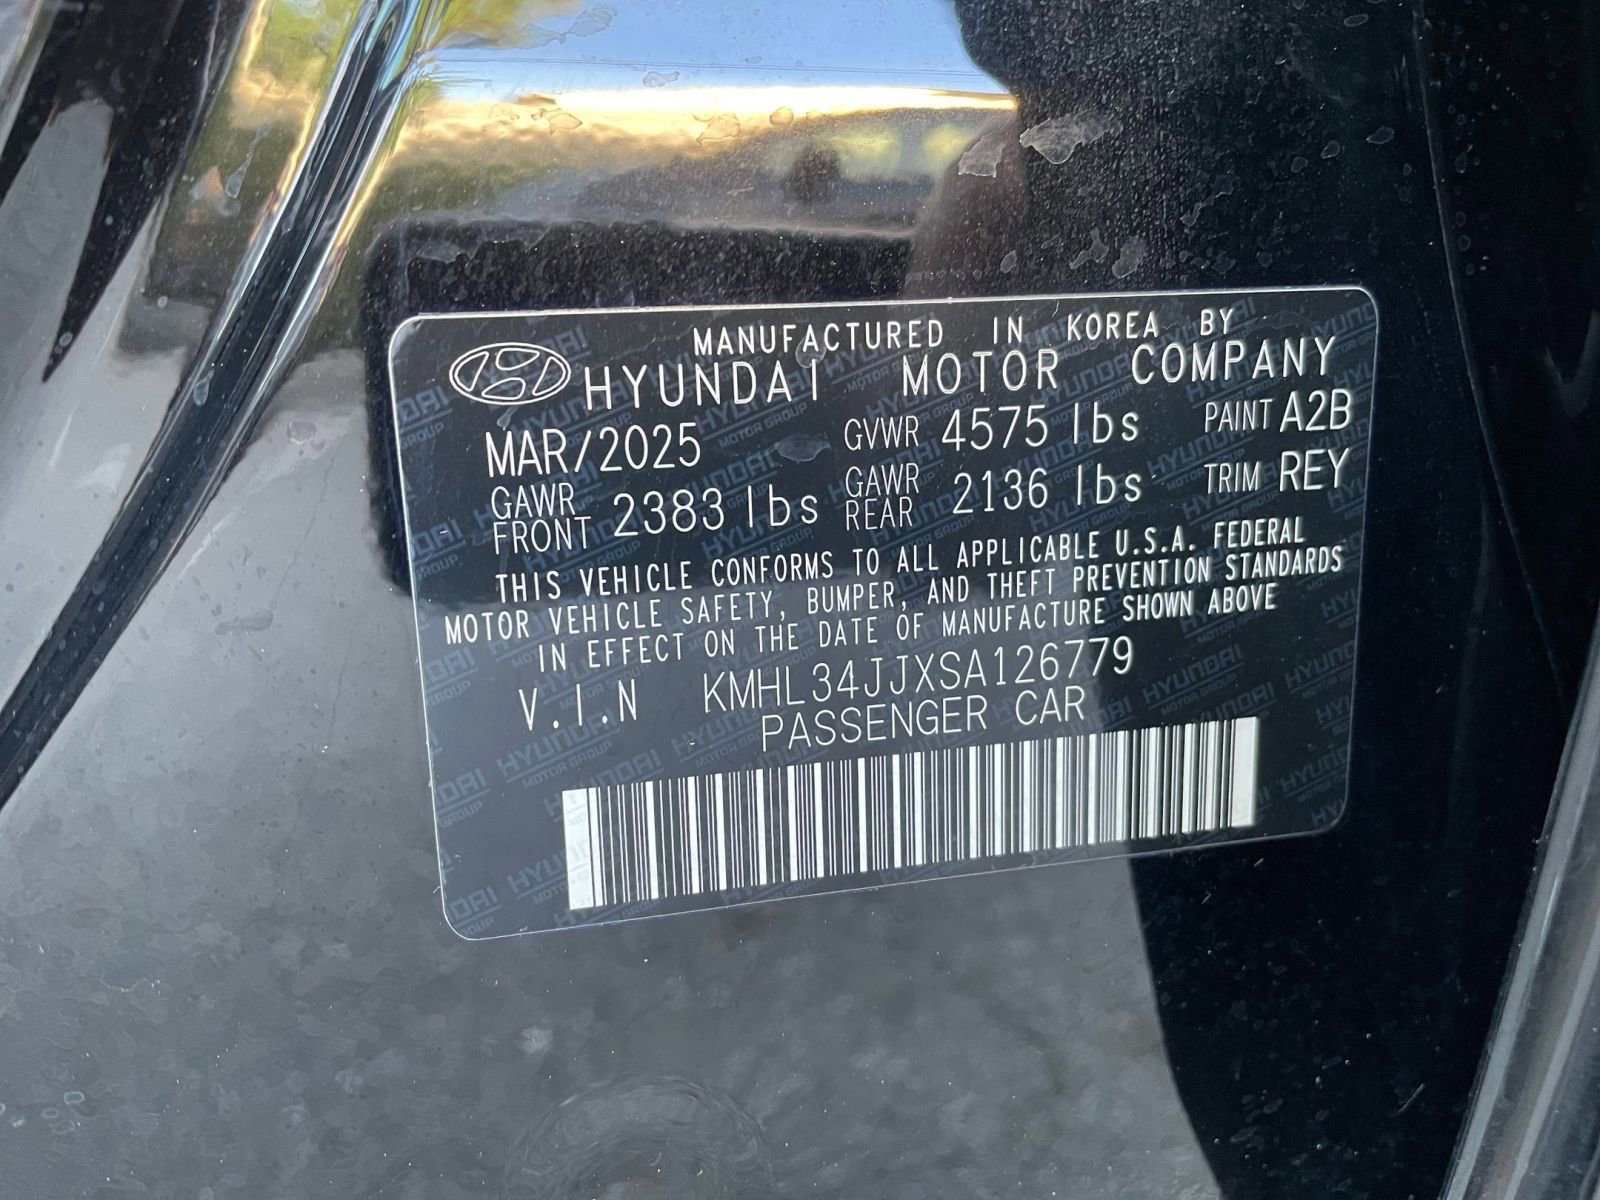 MANUFACTURED IN KOREA BY
HYUNDAI MOTOR COMPANY
MAR/2025 GVWR 4575 lbs PAINT A2B
GAWR FRONT 2383 lbs GAWR REAR 2136 lbs TRIM REY
THIS VEHICLE CONFORMS TO ALL APPLICABLE U.S.A. FEDERAL
MOTOR VEHICLE SAFETY, BUMPER, AND THEFT PREVENTION STANDARDS
IN EFFECT ON THE DATE OF MANUFACTURE SHOWN ABOVE
V.I.N KMHL34JJXSA126779
PASSENGER CAR